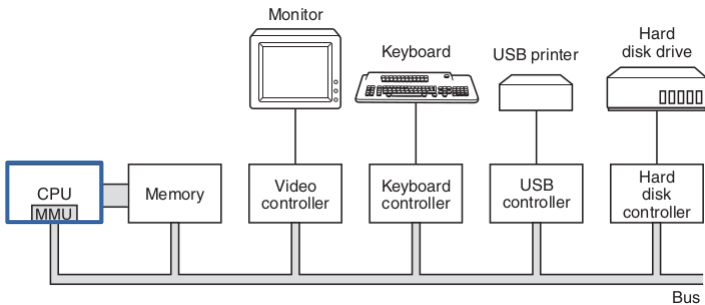 Monitor
Keyboard
USB printer
Hard
disk drive
CPU
MMU
Memory
Video
controller
Keyboard
controller
USB
controller
Hard
disk
controller
Bus